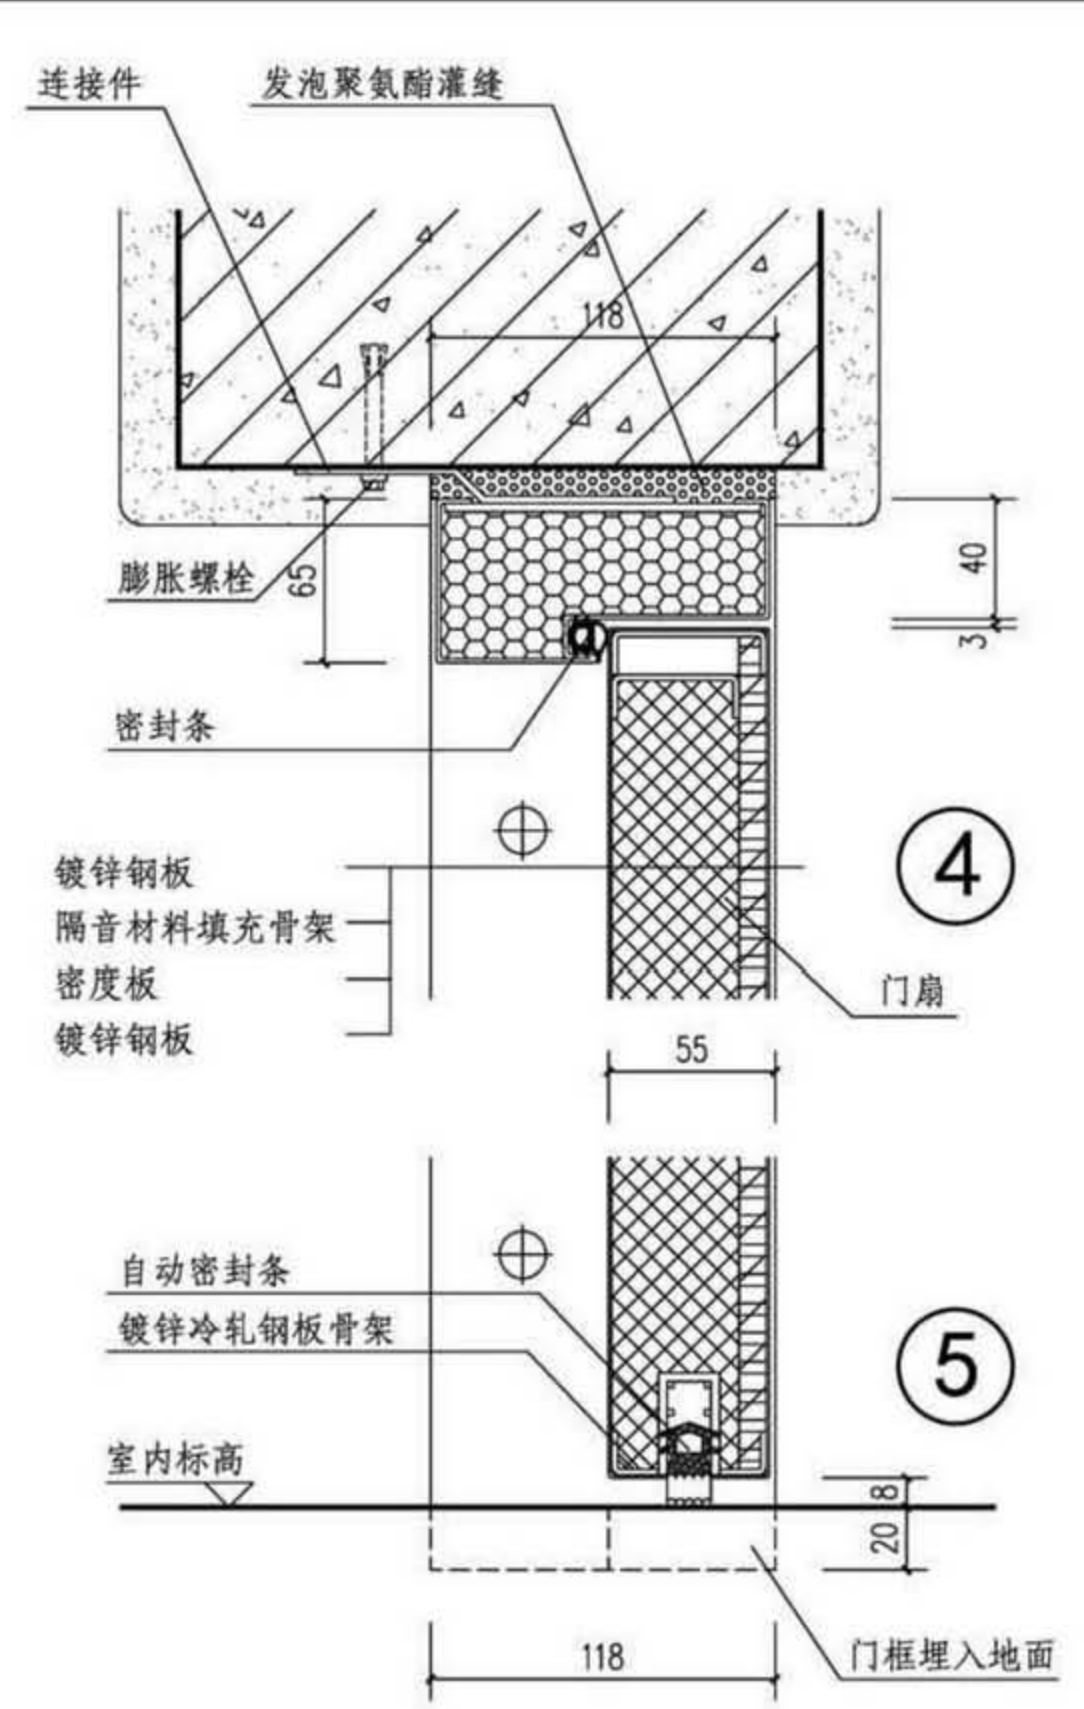 连接件
发泡聚氨酯灌缝
118
膨胀螺栓
65
40
3
密封条
4
镀锌钢板
隔音材料填充骨架
密度板
镀锌钢板
门扇
55
自动密封条
镀锌冷轧钢板骨架
5
室内标高
8
20
118
门框埋入地面